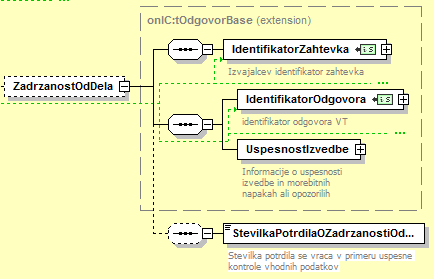 onIC:tOdgovorBase (extension)
IdentifikatorZahtevka
Izvajalcev identifikator zahtevka
ZadrzanostOdDela
IdentifikatorOdgovora
identifikator odgovora VT
UspesnostIzvedbe
Informacije o uspesnosti
izvedbe in morebitnih
napakah ali opozorilih
StevilkaPotrdilaOZadrzanostiOd...
Stevilka potrdila se vraca v primeru uspesne
kontrole vhodnih podatkov